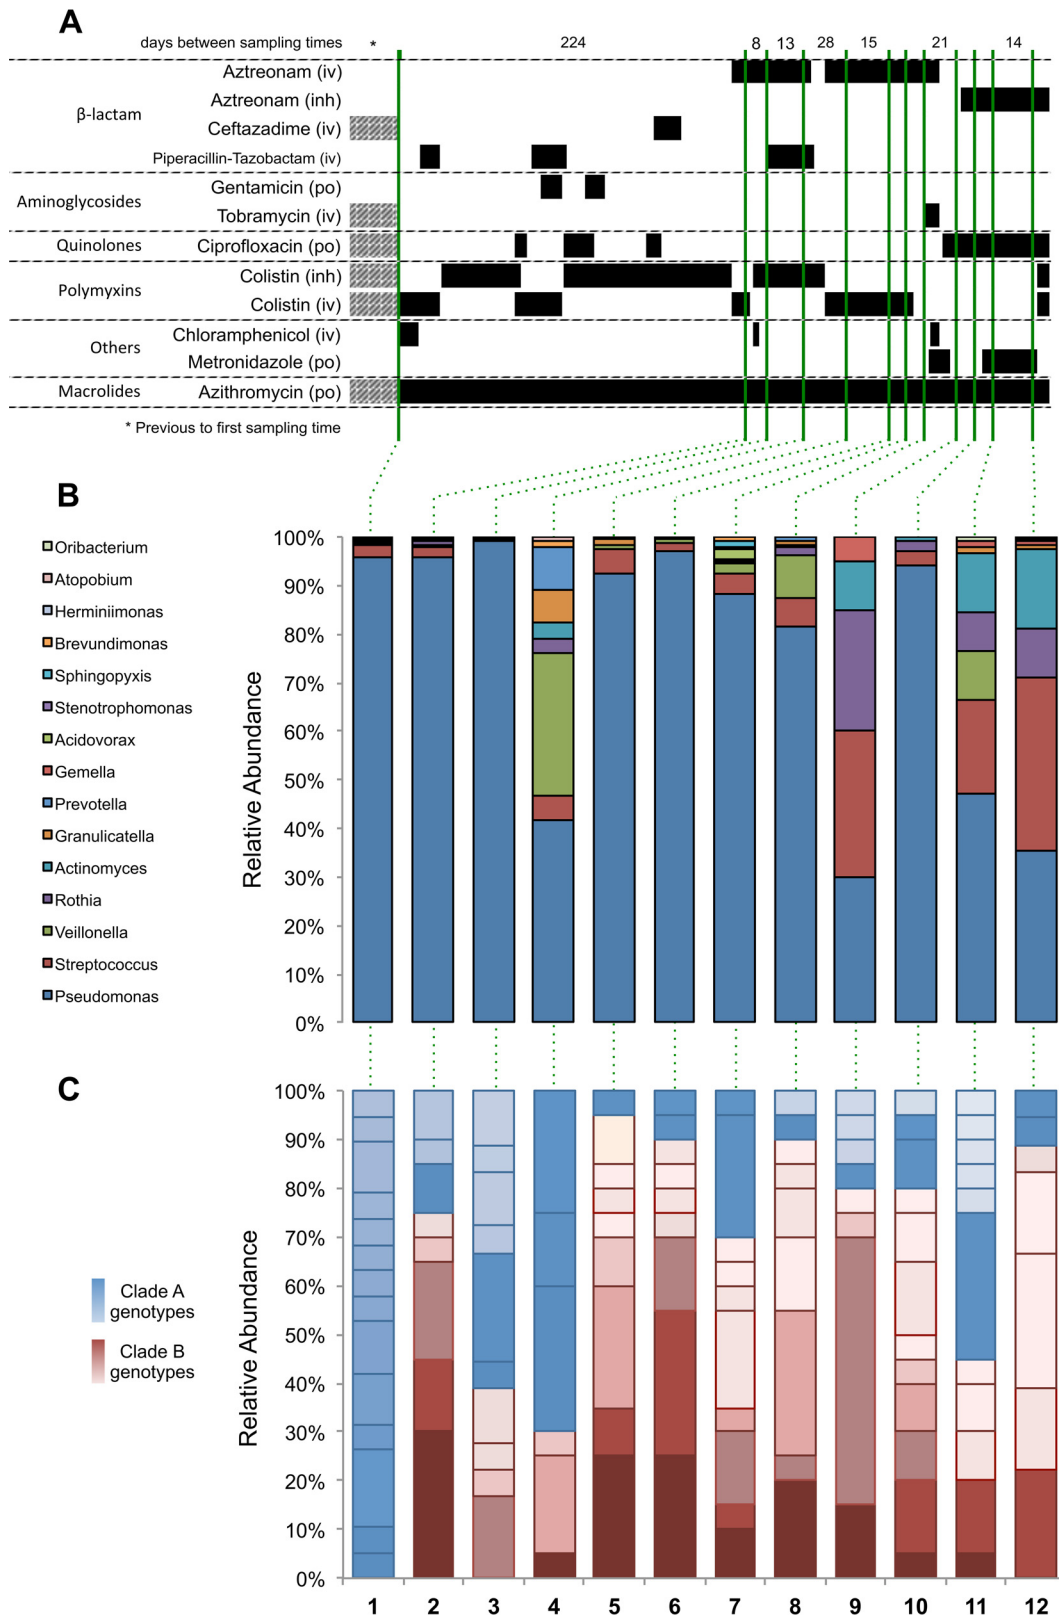 A
days between sampling times * 224 8 13 28 15 21 14
Aztreonam (iv)
β-lactam
Aztreonam (inh)
Ceftazadime (iv)
Piperacillin-Tazobactam (iv)
Aminoglycosides
Gentamicin (po)
Tobramycin (iv)
Quinolones
Ciprofloxacin (po)
Polymyxins
Colistin (inh)
Colistin (iv)
Others
Chloramphenicol (iv)
Metronidazole (po)
Macrolides
Azithromycin (po)
* Previous to first sampling time
B
Oribacterium
Atopobium
Herminiimonas
Brevundimonas
Sphingopyxis
Stenotrophomonas
Acidovorax
Gemella
Prevotella
Granulicatella
Actinomyces
Rothia
Veillonella
Streptococcus
Pseudomonas
Relative Abundance
100%
90%
80%
70%
60%
50%
40%
30%
20%
10%
0%
C
Clade A
genotypes
Clade B
genotypes
Relative Abundance
100%
90%
80%
70%
60%
50%
40%
30%
20%
10%
0%
1 2 3 4 5 6 7 8 9 10 11 12